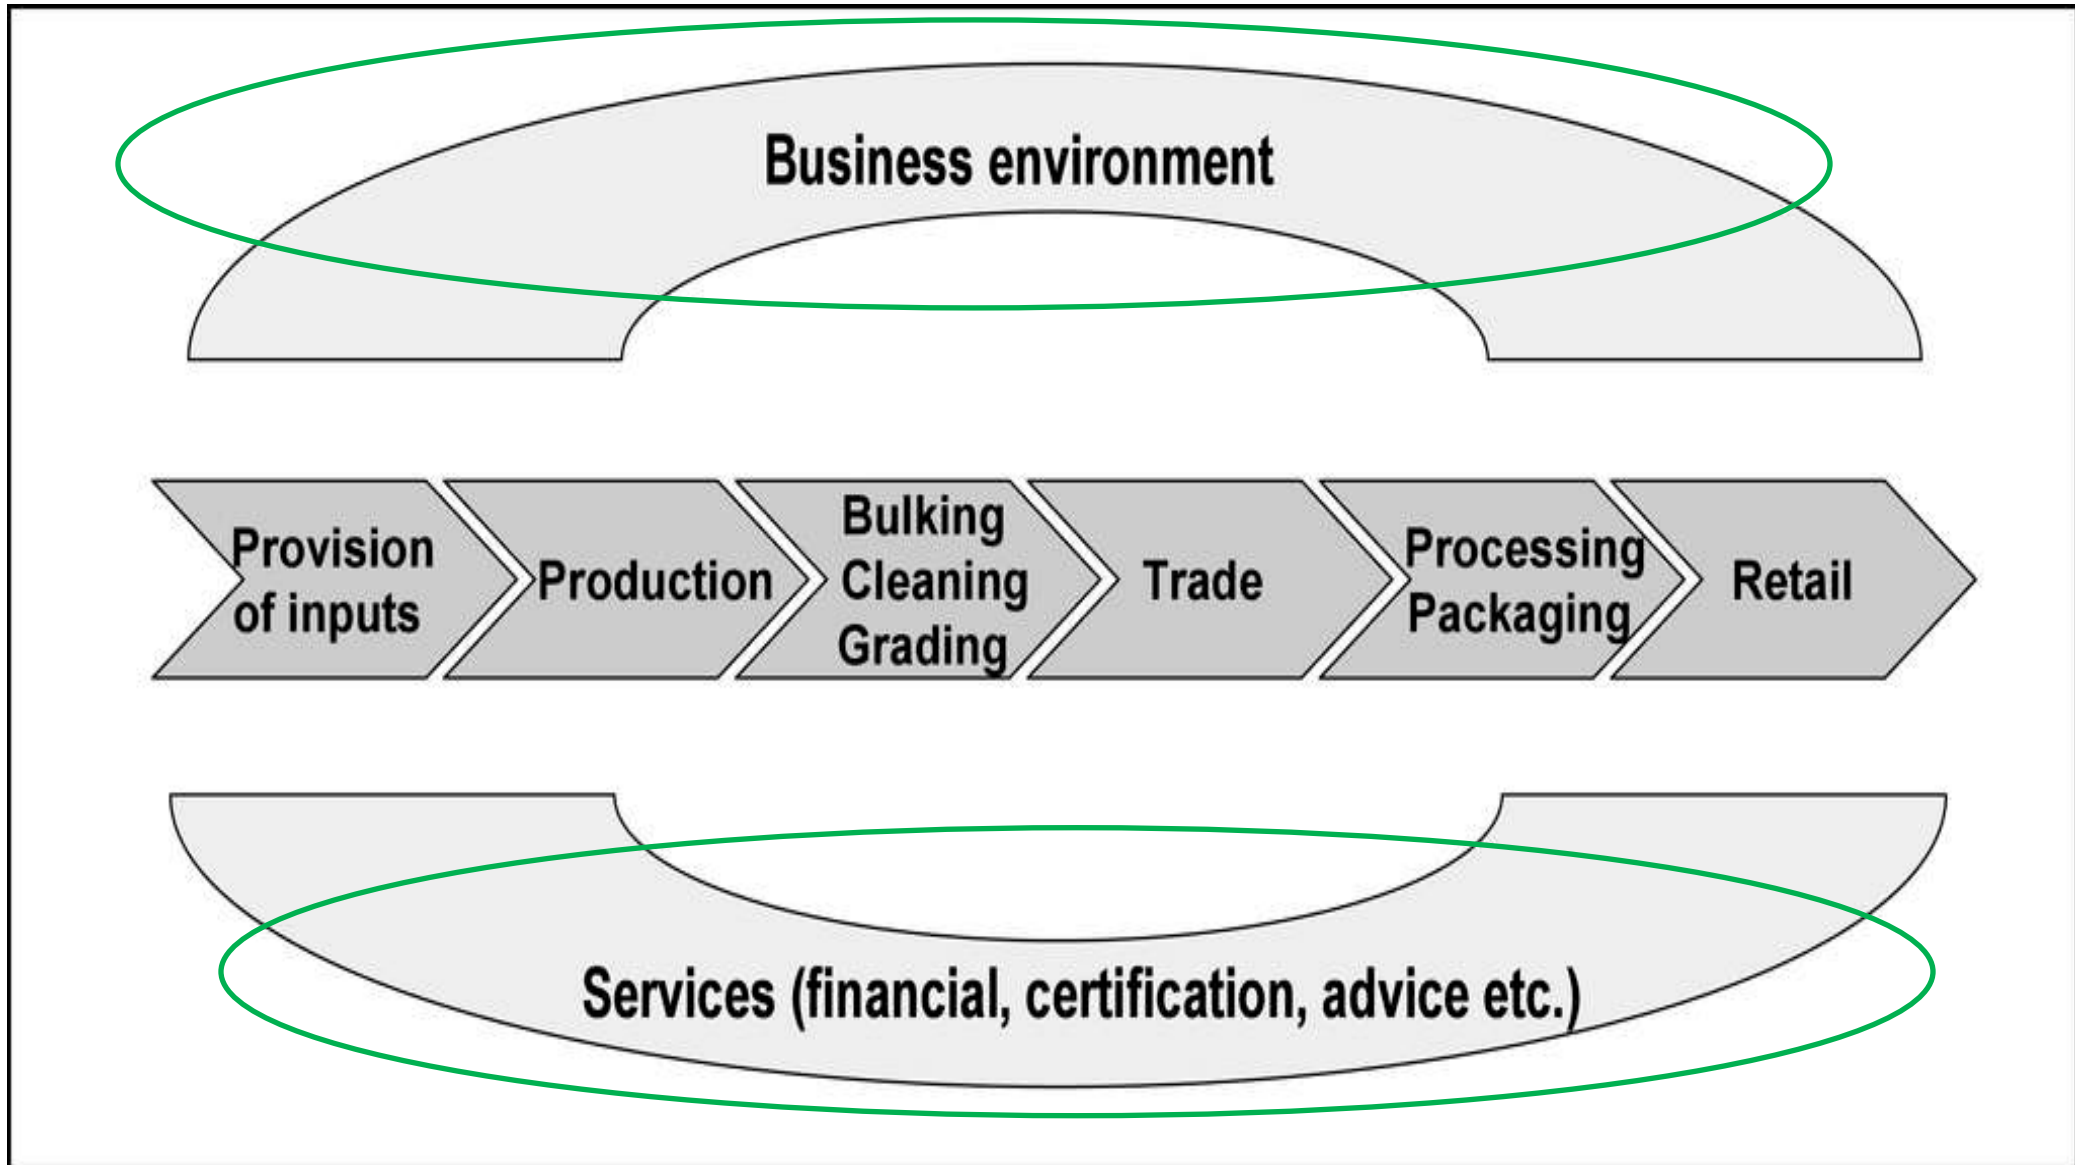 Business environment
Provision
of inputs
Production
Bulking
Cleaning
Grading
Trade
Processing
Packaging
Retail
Services (financial, certification, advice etc.)